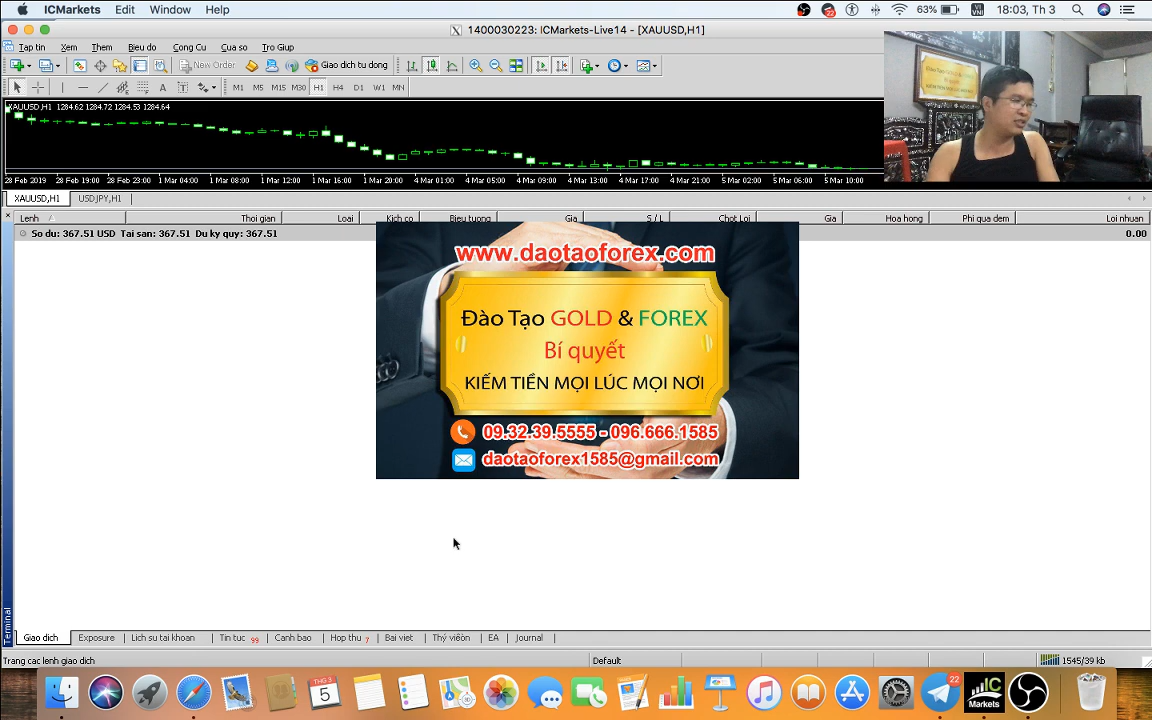 ICMarkets Edit Window Help
63% VI VNI 18:03, Th 3
1400030223: ICMarkets-Live14 - [XAUUSD,H1]
Tap tin Xem Them Bieu do Cong Cu Cua so Tro Giup
New Order Giao dich tu dong
A T M1 M5 M15 M30 H1 H4 D1 W1 MN
XAUUSD,H1 1284.62 1284.72 1284.53 1284.64
28 Feb 2019 28 Feb 19:00 28 Feb 23:00 1 Mar 04:00 1 Mar 08:00 1 Mar 12:00 1 Mar 16:00 4 Mar 01:00 4 Mar 05:00 4 Mar 09:00 4 Mar 13:00 4 Mar 17:00 4 Mar 21:00 5 Mar 02:00 5 Mar 06:00 5 Mar 10:00
XAUUSD,H1 USDJPY,H1
Lenh Thoi gian Loai Kich co Bieu tuong Gia S / L Chot Loi Gia Hoa hong Phi qua dem Loi nhuan
So du: 367.51 USD Tai san: 367.51 Du ky quy: 367.51 0.00
www.daotaoforex.com
Đào Tạo GOLD & FOREX
Bí quyết
KIẾM TIỀN MỌI LÚC MỌI NƠI
09.32.39.5555 - 096.666.1585
daotaoforex1585@gmail.com
Terminal
Giao dich Exposure Lich su tai khoan Tin tuc 99 Canh bao Hop thu 7 Bai viet Thý viêòn EA Journal
Trang cac lenh giao dich Default 1545/39 kb
THG 3
5
22
IC
Markets